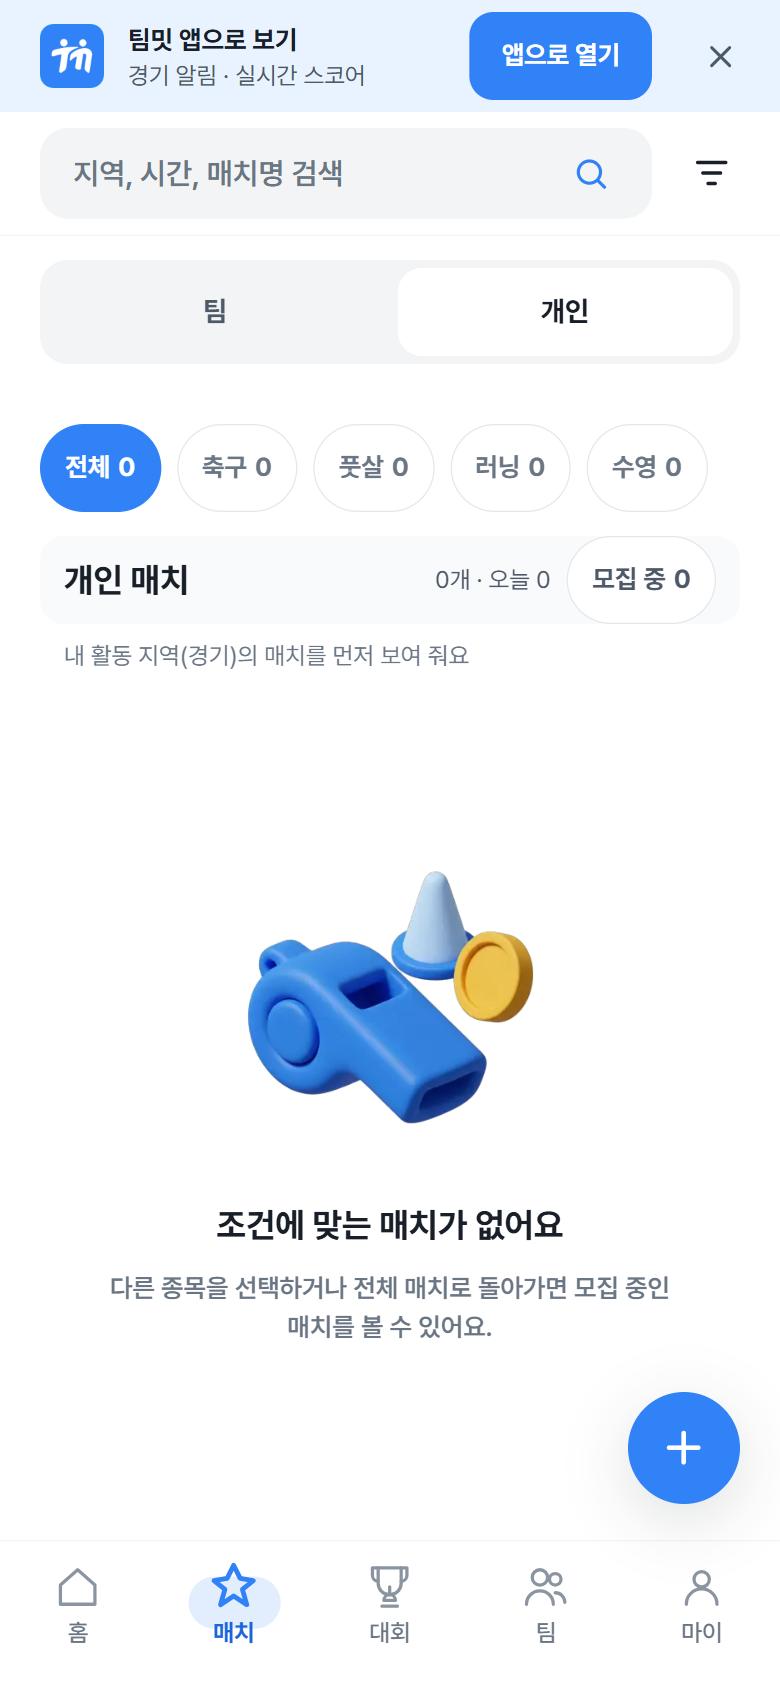 팀밋 앱으로 보기
경기 알림 · 실시간 스코어
앱으로 열기
지역, 시간, 매치명 검색
팀
개인
전체 0
축구 0
풋살 0
러닝 0
수영 0
개인 매치
0개 · 오늘 0
모집 중 0
내 활동 지역(경기)의 매치를 먼저 보여 줘요
조건에 맞는 매치가 없어요
다른 종목을 선택하거나 전체 매치로 돌아가면 모집 중인
매치를 볼 수 있어요.
홈
매치
대회
팀
마이